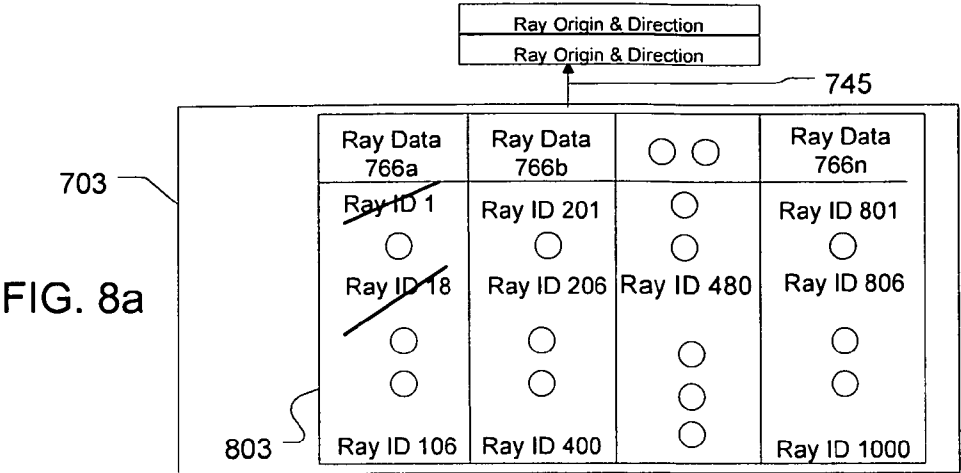 Ray Origin & Direction
Ray Origin & Direction
745
703
Ray Data
766a
Ray Data
766b
Ray Data
766n
Ray ID 1
Ray ID 201
Ray ID 801
Ray ID 18
Ray ID 206
Ray ID 480
Ray ID 806
FIG. 8a
803
Ray ID 106
Ray ID 400
Ray ID 1000